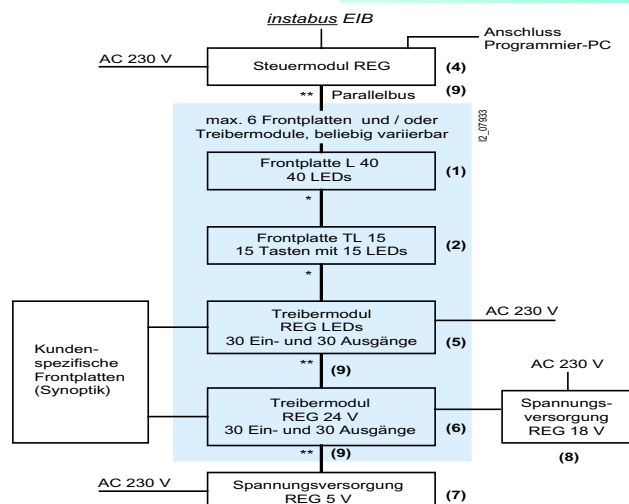 instabus EIB
Anschluss
Programmier-PC
AC 230 V
Steuermodul REG
(4)
** Parallelbus
(9)
max. 6 Frontplatten und / oder
Treibermodule, beliebig variierbar
I2_07933
Frontplatte L 40
40 LEDs
(1)
*
Frontplatte TL 15
15 Tasten mit 15 LEDs
(2)
*
Treibermodul
REG LEDs
30 Ein- und 30 Ausgänge
AC 230 V
(5)
Kunden-
spezifische
Frontplatten
(Synoptik)
** (9)
Treibermodul
REG 24 V
30 Ein- und 30 Ausgänge
(6)
AC 230 V
Spannungs-
versorgung
REG 18 V
(8)
** (9)
AC 230 V
Spannungsversorgung
REG 5 V
(7)